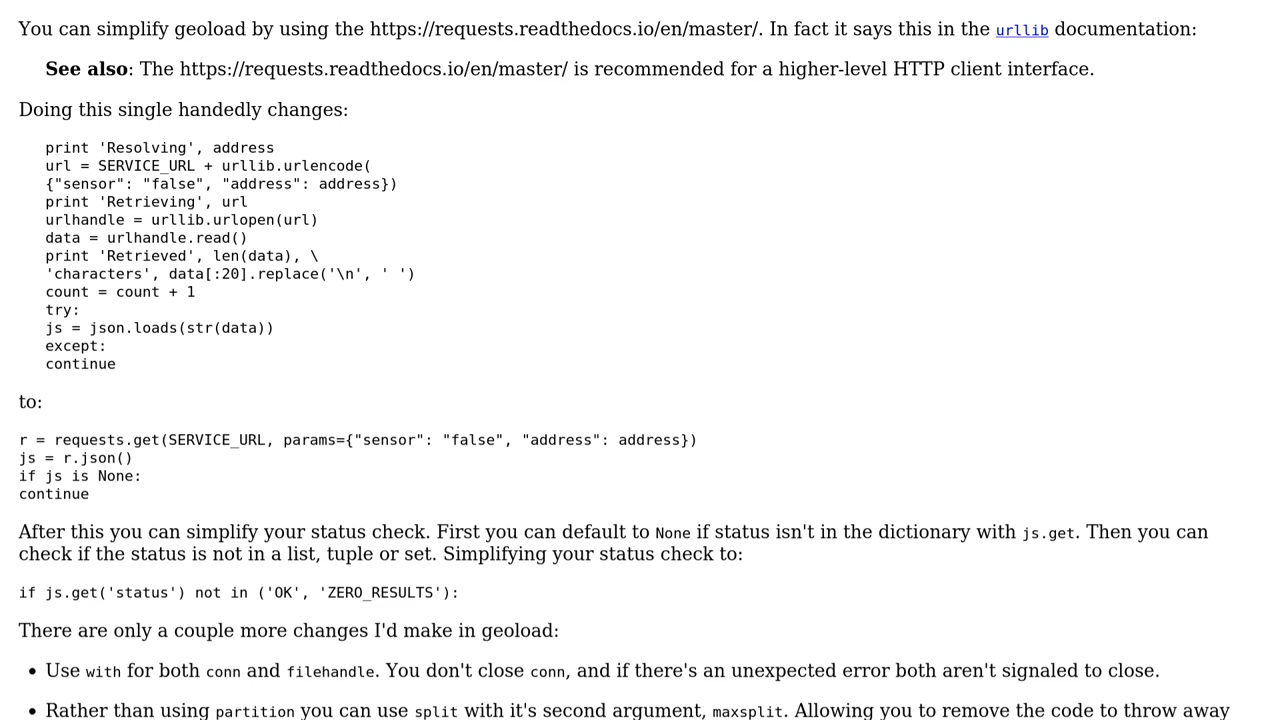 You can simplify geoload by using the https://requests.readthedocs.io/en/master/. In fact it says this in the urllib documentation:
See also: The https://requests.readthedocs.io/en/master/ is recommended for a higher-level HTTP client interface.
Doing this single handedly changes:
print 'Resolving', address
url = SERVICE_URL + urllib.urlencode(
{"sensor": "false", "address": address})
print 'Retrieving', url
urlhandle = urllib.urlopen(url)
data = urlhandle.read()
print 'Retrieved', len(data), \
'characters', data[:20].replace('\n', ' ')
count = count + 1
try:
js = json.loads(str(data))
except:
continue
to:
r = requests.get(SERVICE_URL, params={"sensor": "false", "address": address})
js = r.json()
if js is None:
continue
After this you can simplify your status check. First you can default to None if status isn't in the dictionary with js.get. Then you can
check if the status is not in a list, tuple or set. Simplifying your status check to:
if js.get('status') not in ('OK', 'ZERO_RESULTS'):
There are only a couple more changes I'd make in geoload:
• Use with for both conn and filehandle. You don't close conn, and if there's an unexpected error both aren't signaled to close.
• Rather than using partition you can use split with it's second argument, maxsplit. Allowing you to remove the code to throw away